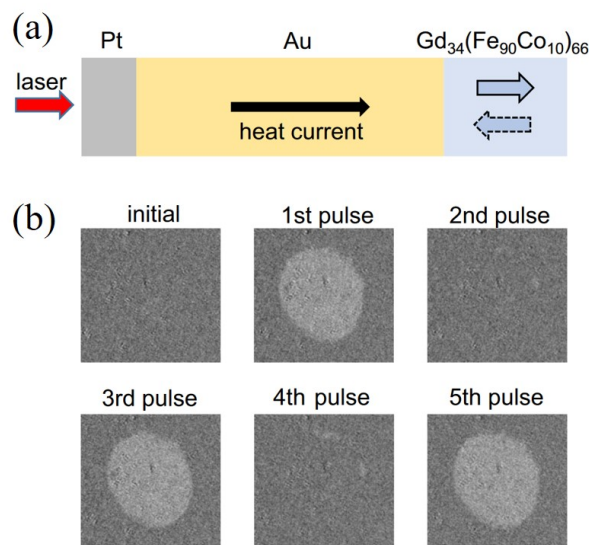 (a)
Pt Au Gd34(Fe90Co10)66
laser
heat current
(b)
initial 1st pulse 2nd pulse
3rd pulse 4th pulse 5th pulse